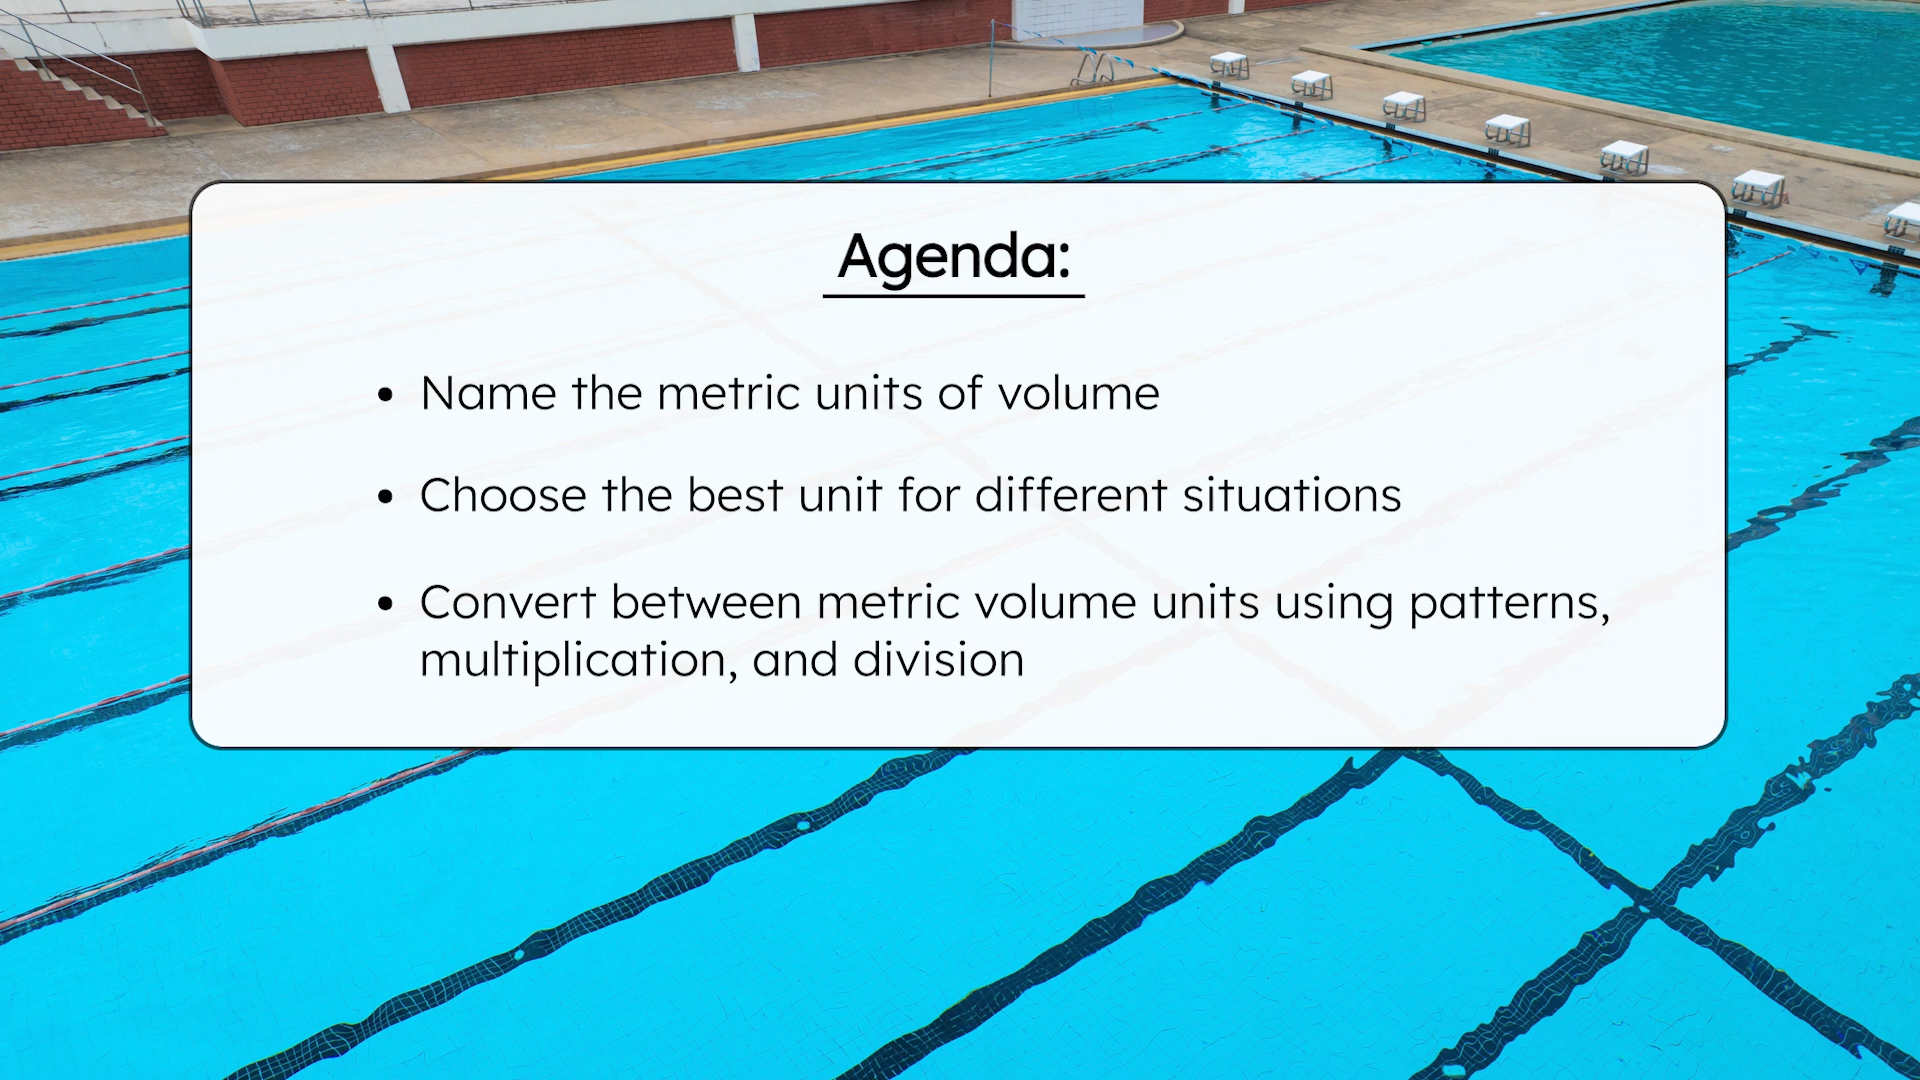 Agenda:
• Name the metric units of volume
• Choose the best unit for different situations
• Convert between metric volume units using patterns,
multiplication, and division